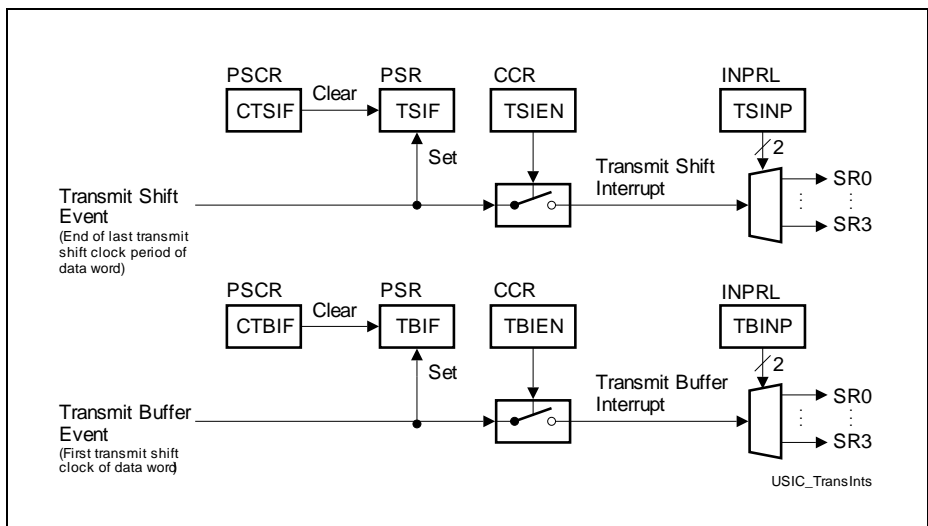 PSCR
PSR
CCR
INPRL
CTSIF
Clear
TSIF
TSIEN
TSINP
Set
2
Transmit Shift
Interrupt
SR0
SR3
Transmit Shift
Event
(End of last transmit
shift clock period of
data word)
PSCR
PSR
CCR
INPRL
CTBIF
Clear
TBIF
TBIEN
TBINP
Set
2
Transmit Buffer
Interrupt
SR0
SR3
Transmit Buffer
Event
(First transmit shift
clock of data word)
USIC_TransInts